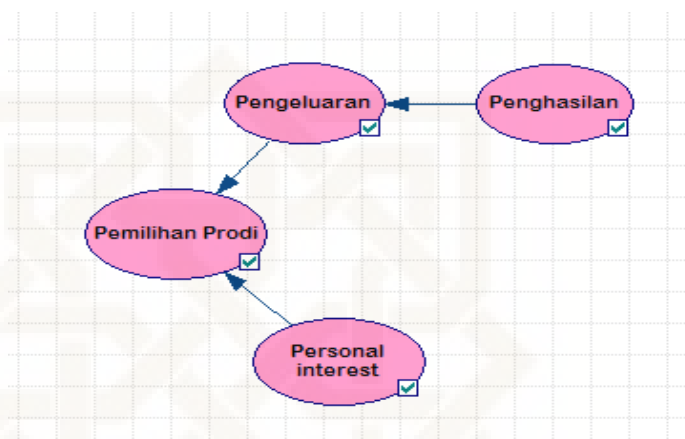 Pengeluaran
Penghasilan
Pemilihan Prodi
Personal
interest